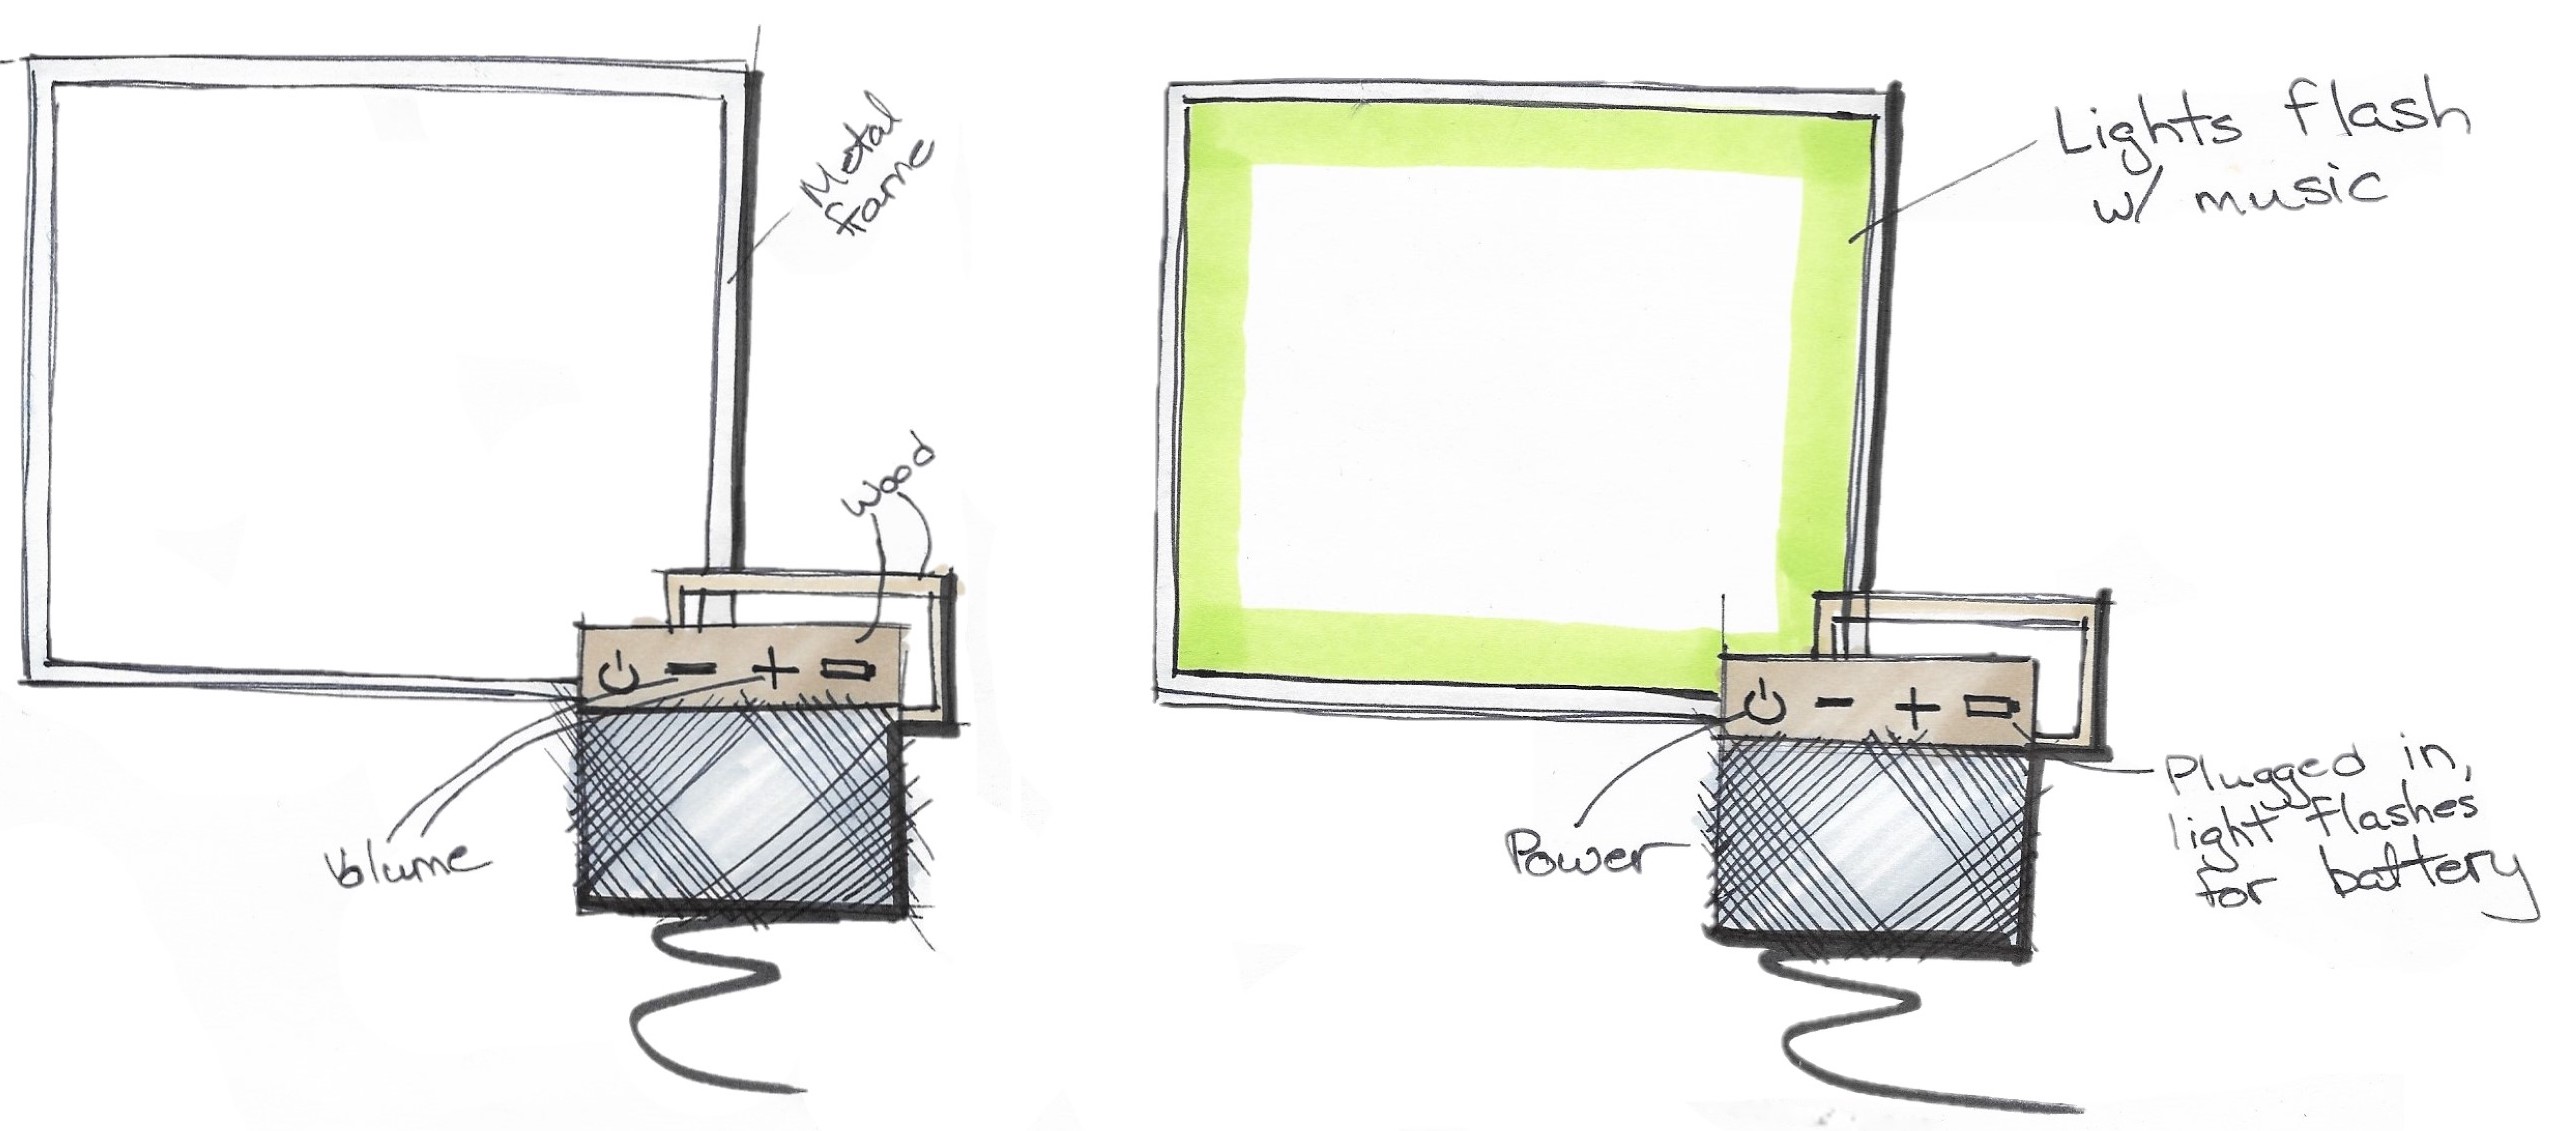 Metal
frame
Wood
Volume
Lights flash
w/ music
Power
Plugged in,
light flashes
for battery